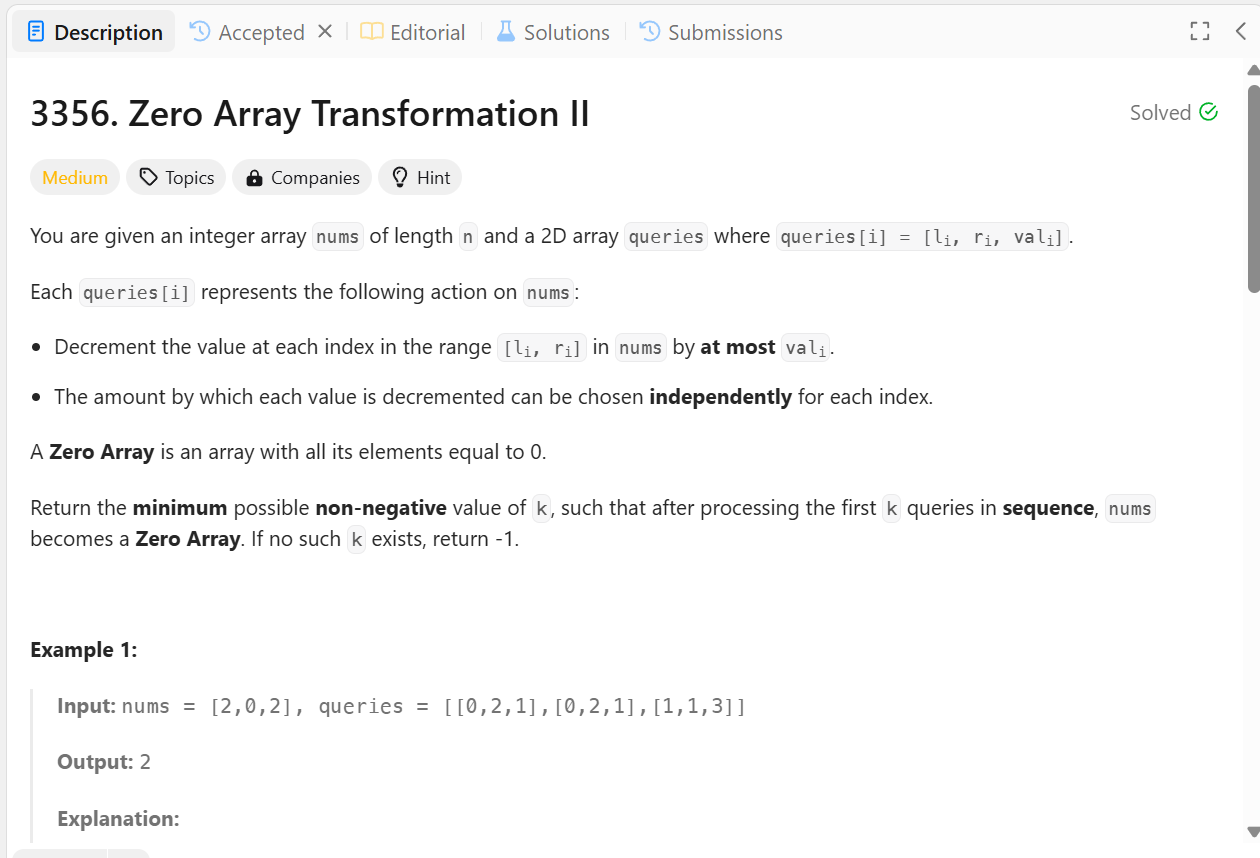 Description Accepted Editorial Solutions Submissions
3356. Zero Array Transformation II
Solved
Medium Topics Companies Hint
You are given an integer array nums of length n and a 2D array queries where queries[i] = [li, ri, vali].
Each queries[i] represents the following action on nums:
• Decrement the value at each index in the range [li, ri] in nums by at most vali.
• The amount by which each value is decremented can be chosen independently for each index.
A Zero Array is an array with all its elements equal to 0.
Return the minimum possible non-negative value of k, such that after processing the first k queries in sequence, nums
becomes a Zero Array. If no such k exists, return -1.
Example 1:
Input: nums = [2,0,2], queries = [[0,2,1],[0,2,1],[1,1,3]]
Output: 2
Explanation: